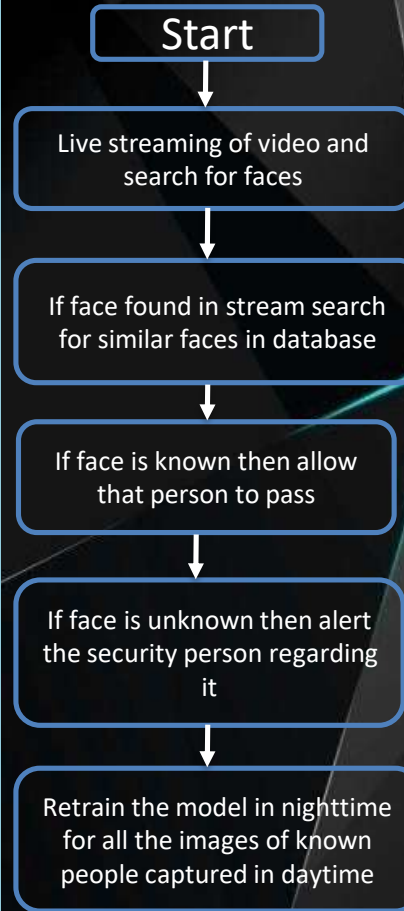 Start
Live streaming of video and
search for faces
If face found in stream search
for similar faces in database
If face is known then allow
that person to pass
If face is unknown then alert
the security person regarding
it
Retrain the model in nighttime
for all the images of known
people captured in daytime